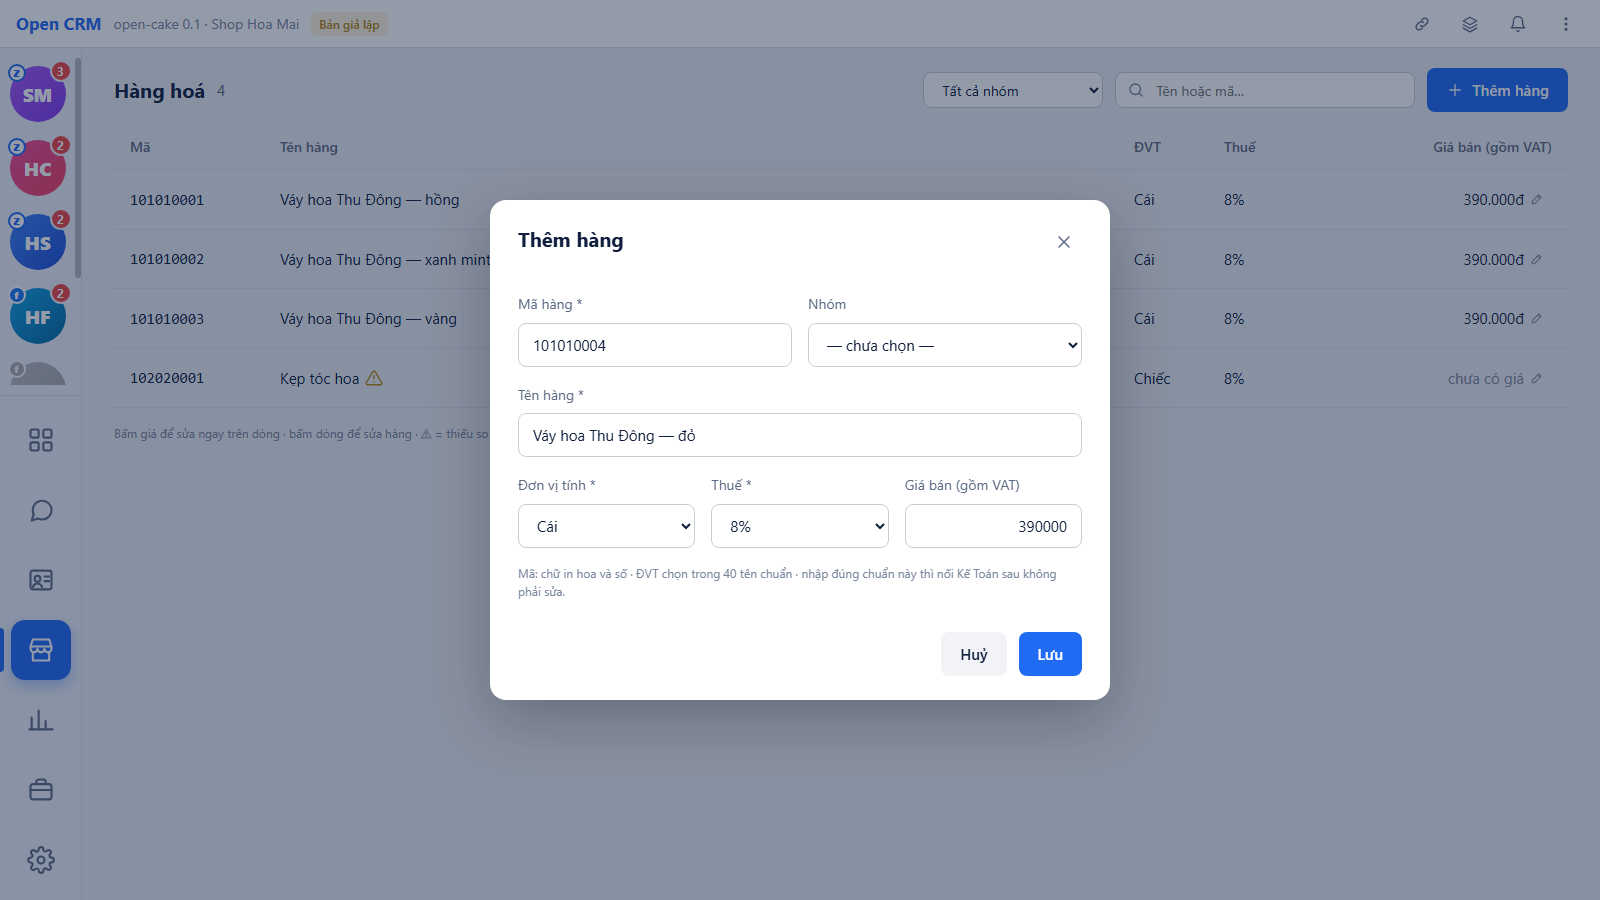 Open CRM open-cake 0.1 · Shop Hoa Mai Bản giả lập
z 3
SM
z 2
HC
z 2
HS
f 2
HF
f
Hàng hoá 4
Tất cả nhóm
Tên hoặc mã...
Thêm hàng
Mã Tên hàng ĐVT Thuế Giá bán (gồm VAT)
101010001 Váy hoa Thu Đông — hồng Cái 8% 390.000đ
101010002 Váy hoa Thu Đông — xanh mint Cái 8% 390.000đ
101010003 Váy hoa Thu Đông — vàng Cái 8% 390.000đ
102020001 Kẹp tóc hoa Chiếc 8% chưa có giá
Bấm giá để sửa ngay trên dòng · bấm dòng để sửa hàng · ⚠ = thiếu so
Thêm hàng
Mã hàng * Nhóm
101010004 — chưa chọn —
Tên hàng *
Váy hoa Thu Đông — đỏ
Đơn vị tính * Thuế * Giá bán (gồm VAT)
Cái 8% 390000
Mã: chữ in hoa và số · ĐVT chọn trong 40 tên chuẩn · nhập đúng chuẩn này thì nối Kế Toán sau không
phải sửa.
Huỷ Lưu